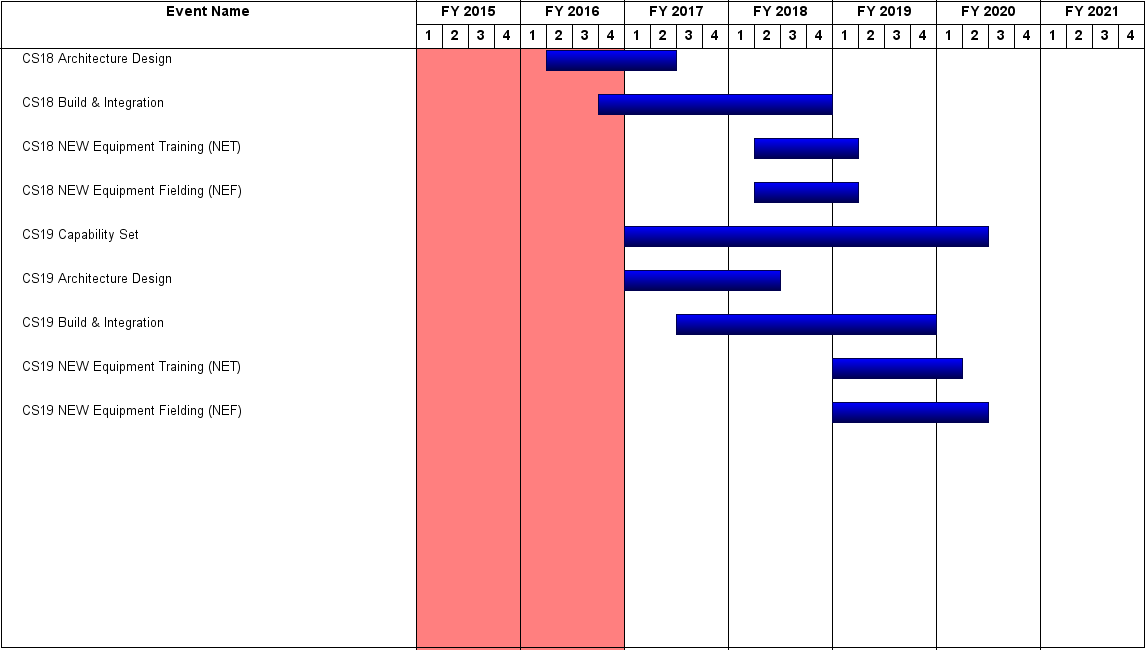 Event Name FY 2015 FY 2016 FY 2017 FY 2018 FY 2019 FY 2020 FY 2021
1 2 3 4 1 2 3 4 1 2 3 4 1 2 3 4 1 2 3 4 1 2 3 4 1 2 3 4
CS18 Architecture Design
CS18 Build & Integration
CS18 NEW Equipment Training (NET)
CS18 NEW Equipment Fielding (NEF)
CS19 Capability Set
CS19 Architecture Design
CS19 Build & Integration
CS19 NEW Equipment Training (NET)
CS19 NEW Equipment Fielding (NEF)